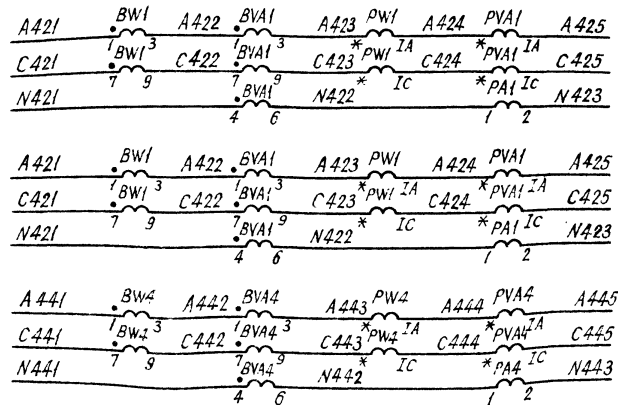 A421 BW1 A422 BVA1 A423 PW1 A424 PVA1 A425
1 3 1 3 * IA * IA
C421 BW1 C422 BVA1 C423 PW1 C424 PVA1 C425
7 9 7 9 * IC * IC
N421 BVA1 N422 PA1 N423
4 6 1 2
A421 BW1 A422 BVA1 A423 PW1 A424 PVA1 A425
1 3 1 3 * IA * IA
C421 BW1 C422 BVA1 C423 PW1 C424 PVA1 C425
7 9 7 9 * IC * IC
N421 BVA1 N422 PA1 N423
4 6 1 2
A441 BW4 A442 BVA4 A443 PW4 A444 PVA4 A445
1 3 1 3 * IA * IA
C441 BW4 C442 BVA4 C443 PW4 C444 PVA4 C445
7 9 7 9 * IC * IC
N441 BVA4 N442 PA4 N443
4 6 1 2